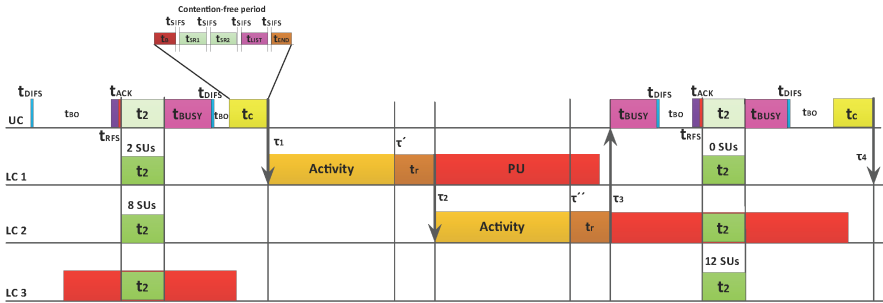 Contention-free period
tSIFS tSIFS tSIFS tSIFS
tB tSR1 tSR2 tLIST tEND
tDIFS tBO tACK tRFS t2 tBUSY tDIFS tBO tC tBUSY tDIFS tBO tACK tRFS t2 tBUSY tDIFS tBO tC
UC
τ1 τ´ τ2 τ´´ τ3 τ4
2 SUs 0 SUs
LC 1 t2 Activity tr PU t2
8 SUs
LC 2 t2 Activity tr t2
12 SUs
LC 3 t2 t2